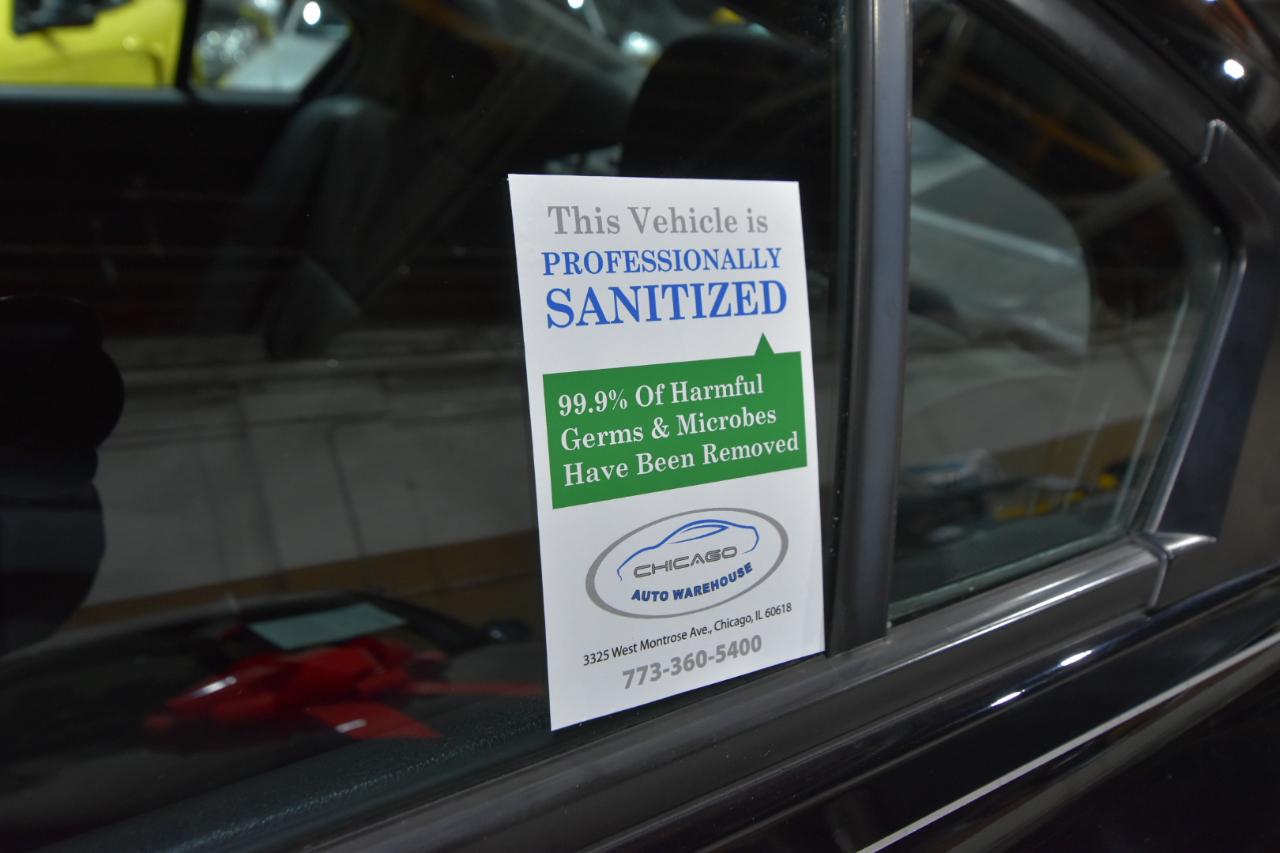 This Vehicle is
PROFESSIONALLY
SANITIZED
99.9% Of Harmful
Germs & Microbes
Have Been Removed
CHICAGO
AUTO WAREHOUSE
3325 West Montrose Ave., Chicago, IL 60618
773-360-5400